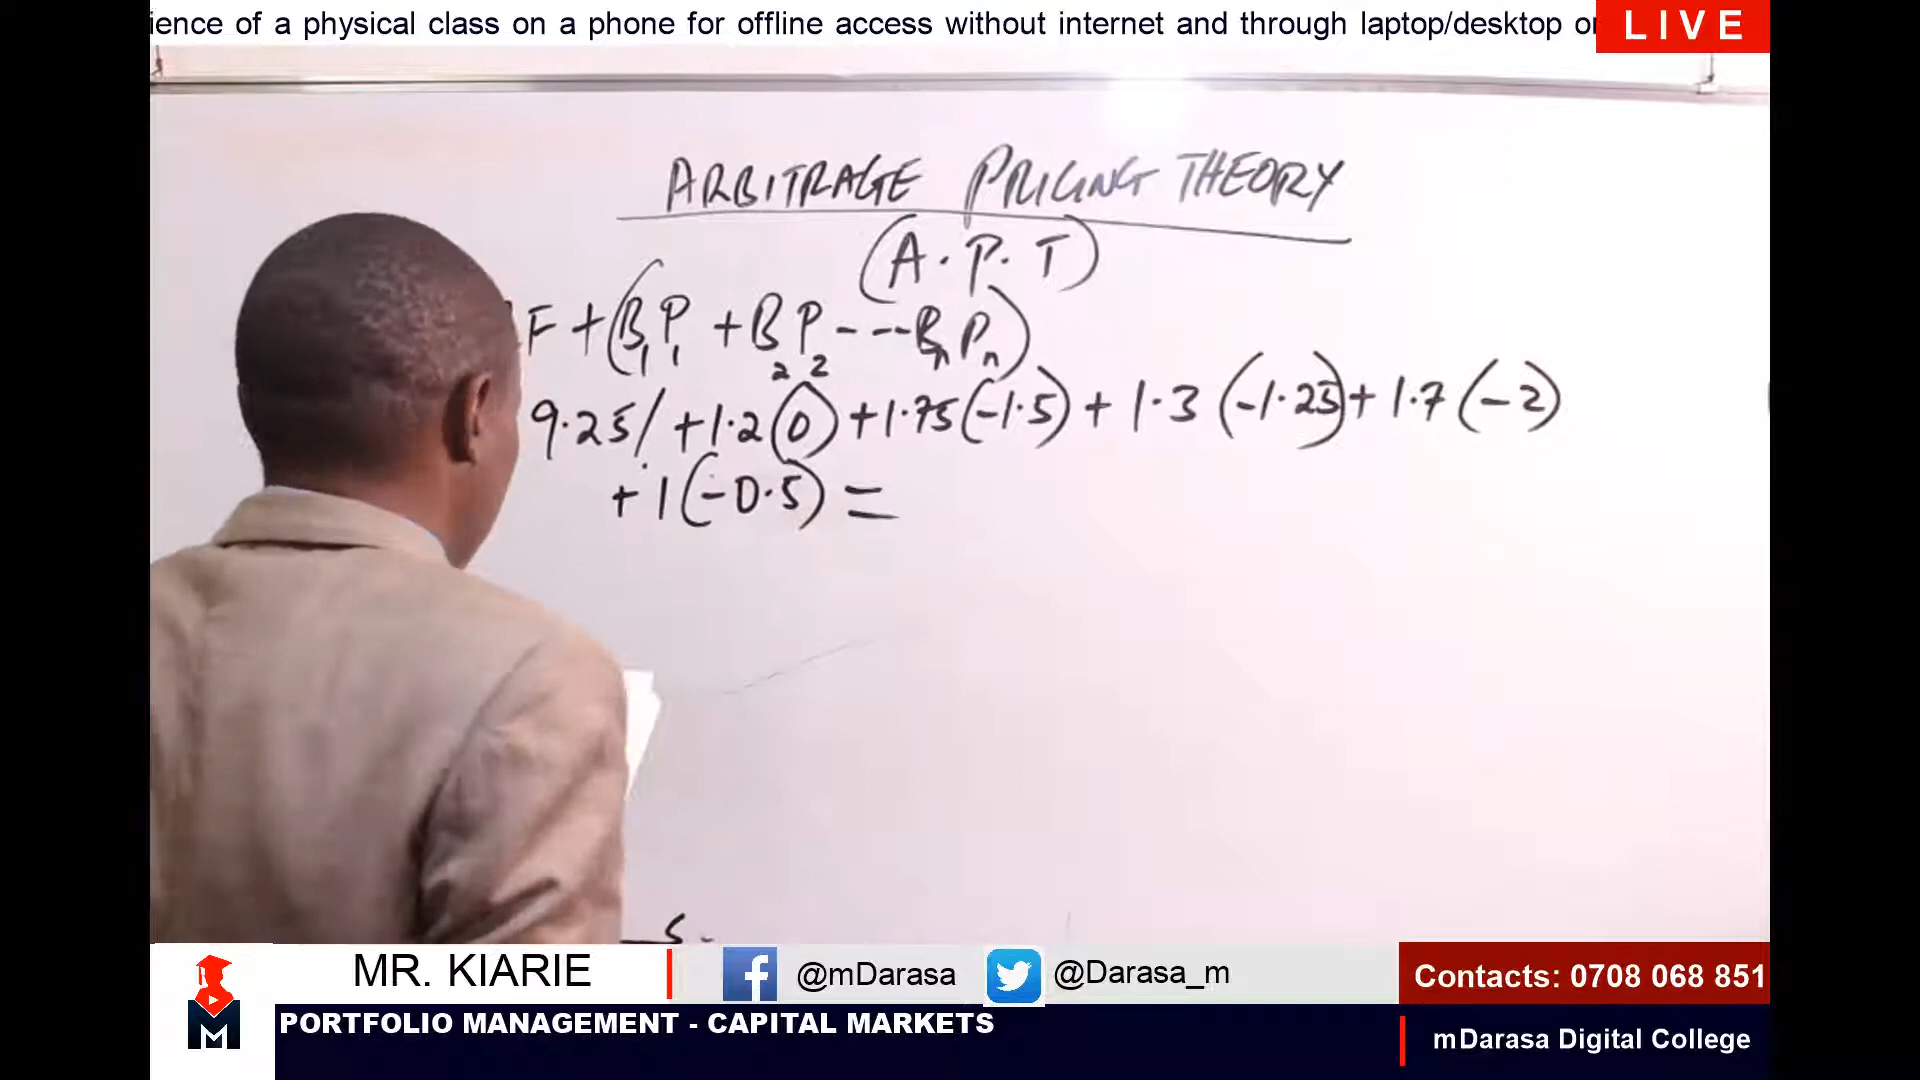 ience of a physical class on a phone for offline access without internet and through laptop/desktop or
LIVE
ARBITRAGE PRICING THEORY
(A.P.T)
F + (B₁P₁ + B₂P₂ - - - BₙPₙ)
9.25% + 1.2(0) + 1.75(-1.5) + 1.3(-1.25) + 1.7(-2)
+ 1(-0.5) =
MR. KIARIE
@mDarasa
@Darasa_m
Contacts: 0708 068 851
M
PORTFOLIO MANAGEMENT - CAPITAL MARKETS
mDarasa Digital College